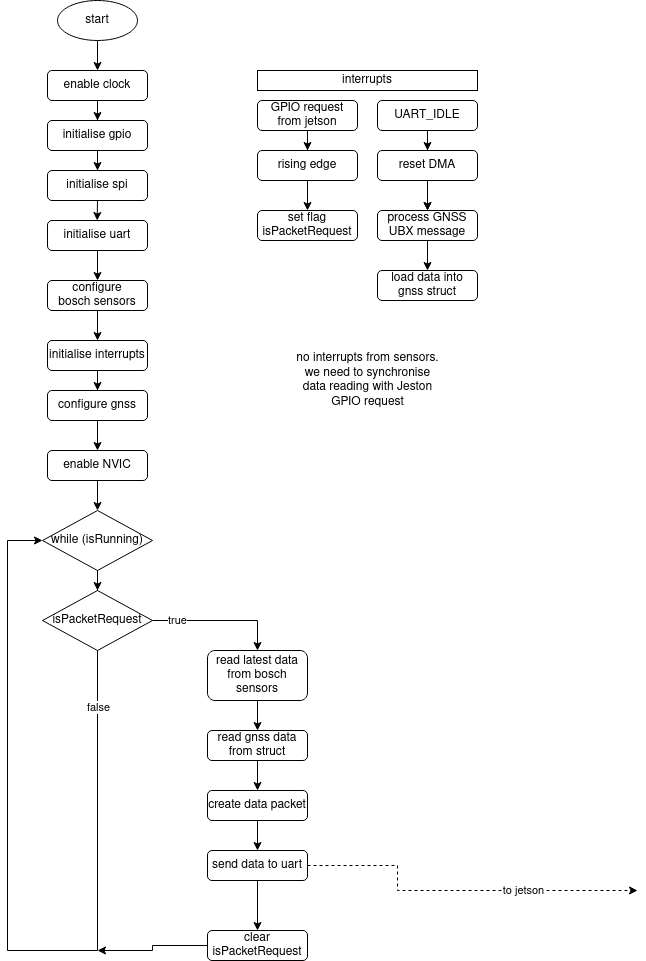 start
enable clock
initialise gpio
initialise spi
initialise uart
configure
bosch sensors
initialise interrupts
configure gnss
enable NVIC
while (isRunning)
isPacketRequest
true
false
read latest data
from bosch
sensors
read gnss data
from struct
create data packet
send data to uart
to jetson
clear
isPacketRequest
interrupts
GPIO request
from jetson
rising edge
set flag
isPacketRequest
UART_IDLE
reset DMA
process GNSS
UBX message
load data into
gnss struct
no interrupts from sensors.
we need to synchronise
data reading with Jeston
GPIO request